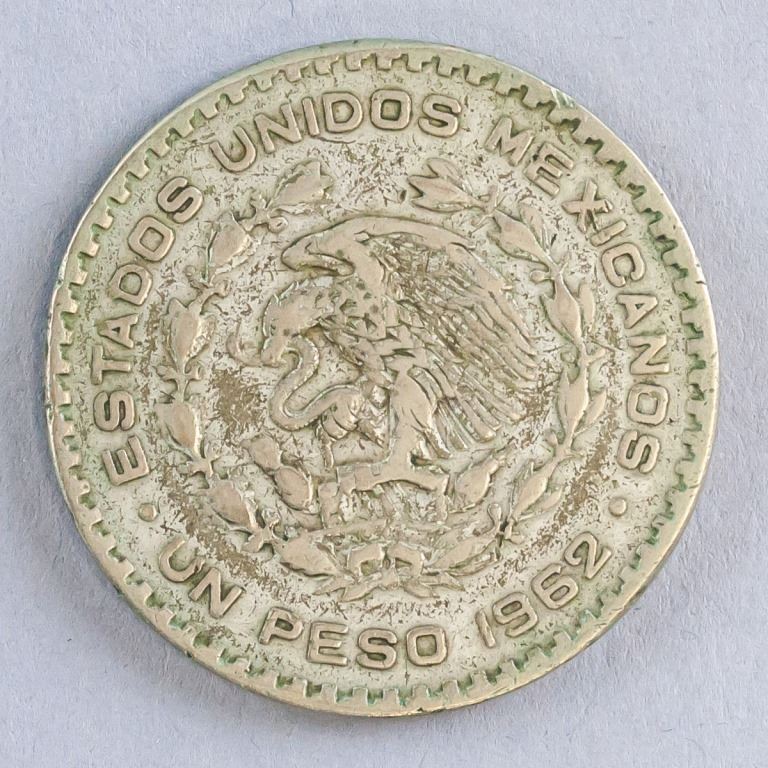 ESTADOS UNIDOS MEXICANOS
· UN PESO 1962 ·